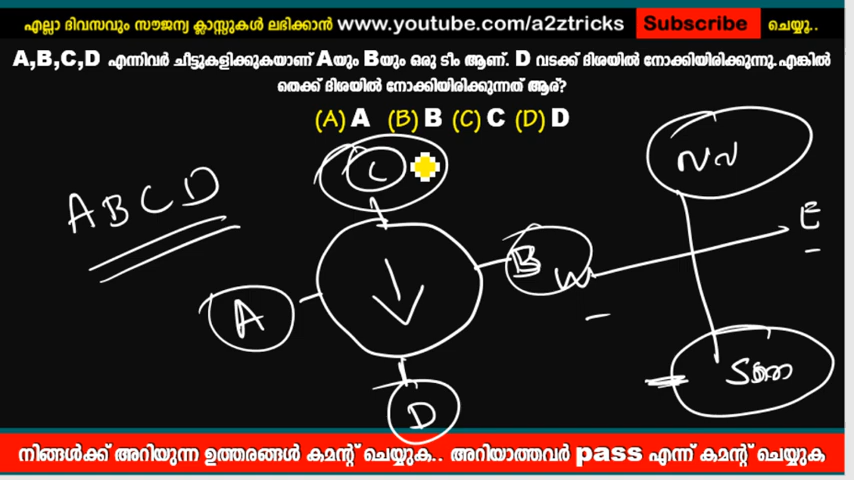 എല്ലാ ദിവസവും സൗജന്യ ക്ലാസ്സുകൾ ലഭിക്കാൻ www.youtube.com/a2ztricks Subscribe ചെയ്യൂ..
A,B,C,D എന്നിവർ ചീട്ടുകളിക്കുകയാണ് Aയും Bയും ഒരു ടീം ആണ്. D വടക്ക് ദിശയിൽ നോക്കിയിരിക്കുന്നു.എങ്കിൽ
തെക്ക് ദിശയിൽ നോക്കിയിരിക്കുന്നത് ആര്?
(A) A (B) B (C) C (D) D
A B C D
C
E
B W
A
D
നിങ്ങൾക്ക് അറിയുന്ന ഉത്തരങ്ങൾ കമന്റ് ചെയ്യുക.. അറിയാത്തവർ pass എന്ന് കമന്റ് ചെയ്യുക